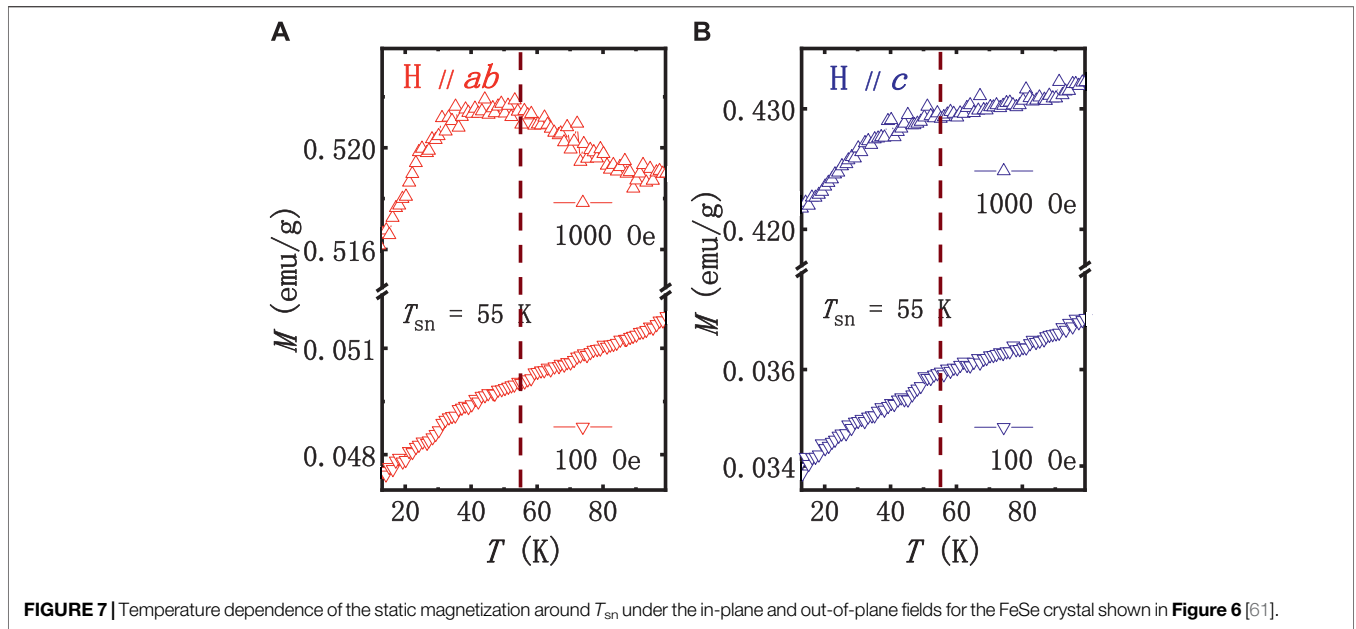 A
H // ab
0.520
0.516
0.051
0.048
M (emu/g)
1000 Oe
Tsn = 55 K
100 Oe
20 40 60 80
T (K)
B
H // c
0.430
0.420
0.036
0.034
M (emu/g)
1000 Oe
Tsn = 55 K
100 Oe
20 40 60 80
T (K)
FIGURE 7 | Temperature dependence of the static magnetization around Tsn under the in-plane and out-of-plane fields for the FeSe crystal shown in Figure 6 [61].